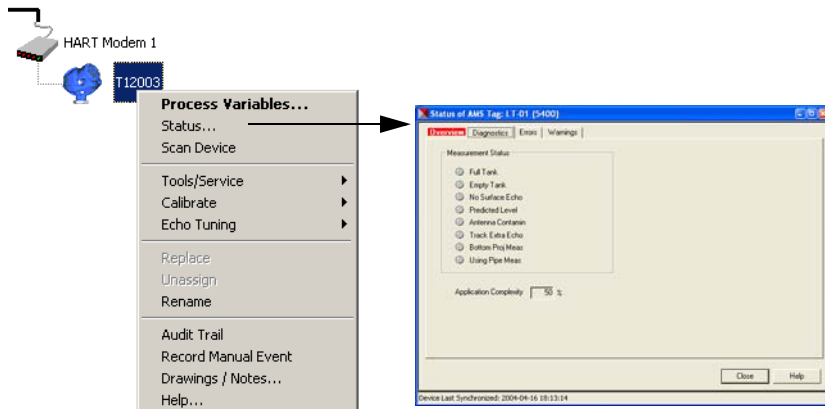 HART Modem 1
T12003
Process Variables...
Status...
Scan Device
Tools/Service
Calibrate
Echo Tuning
Replace
Unassign
Rename
Audit Trail
Record Manual Event
Drawings / Notes...
Help...
Status of AMS Tag: LT-01 (5400)
Overview Diagnostics Errors Warnings
Measurement Status
Full Tank
Empty Tank
No Surface Echo
Predicted Level
Antenna Contamin
Track Extra Echo
Bottom Proj Meas
Using Pipe Meas
Application Complexity 50 %
Close Help
Device Last Synchronized: 2004-04-16 18:13:14